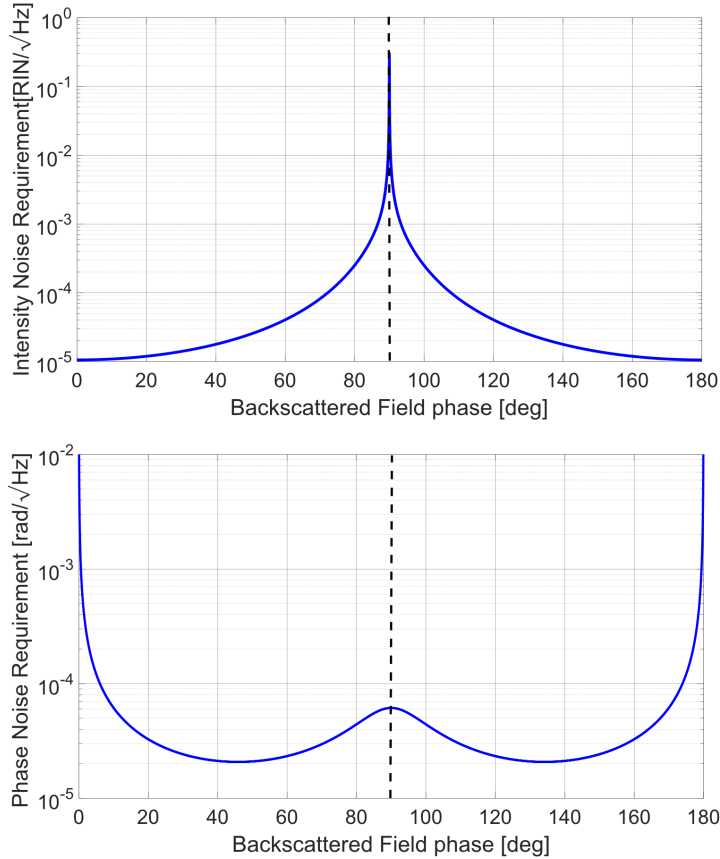 Intensity Noise Requirement[RIN/√Hz]
10^0
10^-1
10^-2
10^-3
10^-4
10^-5
0 20 40 60 80 100 120 140 160 180
Backscattered Field phase [deg]
Phase Noise Requirement [rad/√Hz]
10^-2
10^-3
10^-4
10^-5
0 20 40 60 80 100 120 140 160 180
Backscattered Field phase [deg]